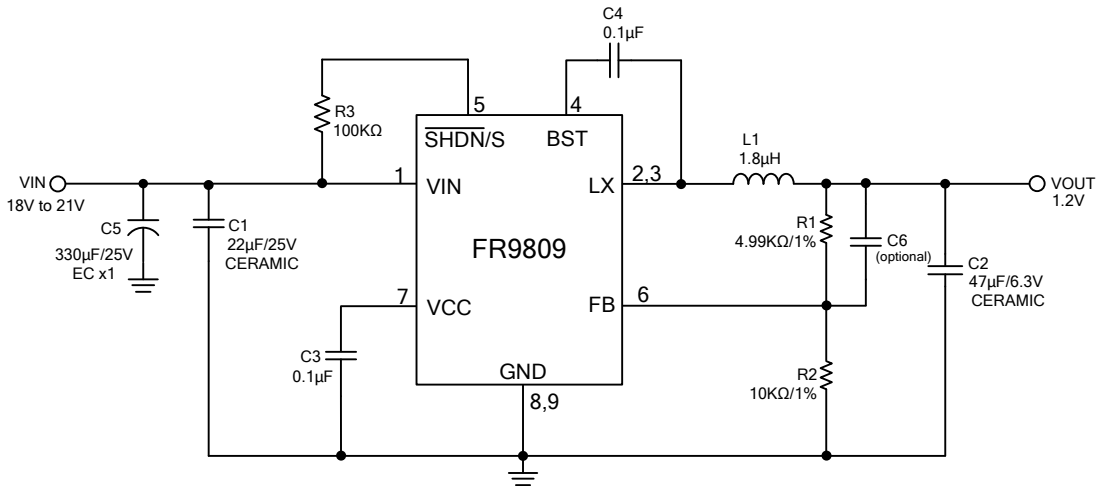 C4
0.1µF
R3
100KΩ
5
4
SHDN/S
BST
L1
1.8µH
VIN
18V to 21V
1
VIN
LX
2,3
VOUT
1.2V
C5
330µF/25V
EC x1
C1
22µF/25V
CERAMIC
FR9809
R1
4.99KΩ/1%
C6
(optional)
C2
47µF/6.3V
CERAMIC
7
VCC
FB
6
C3
0.1µF
GND
8,9
R2
10KΩ/1%